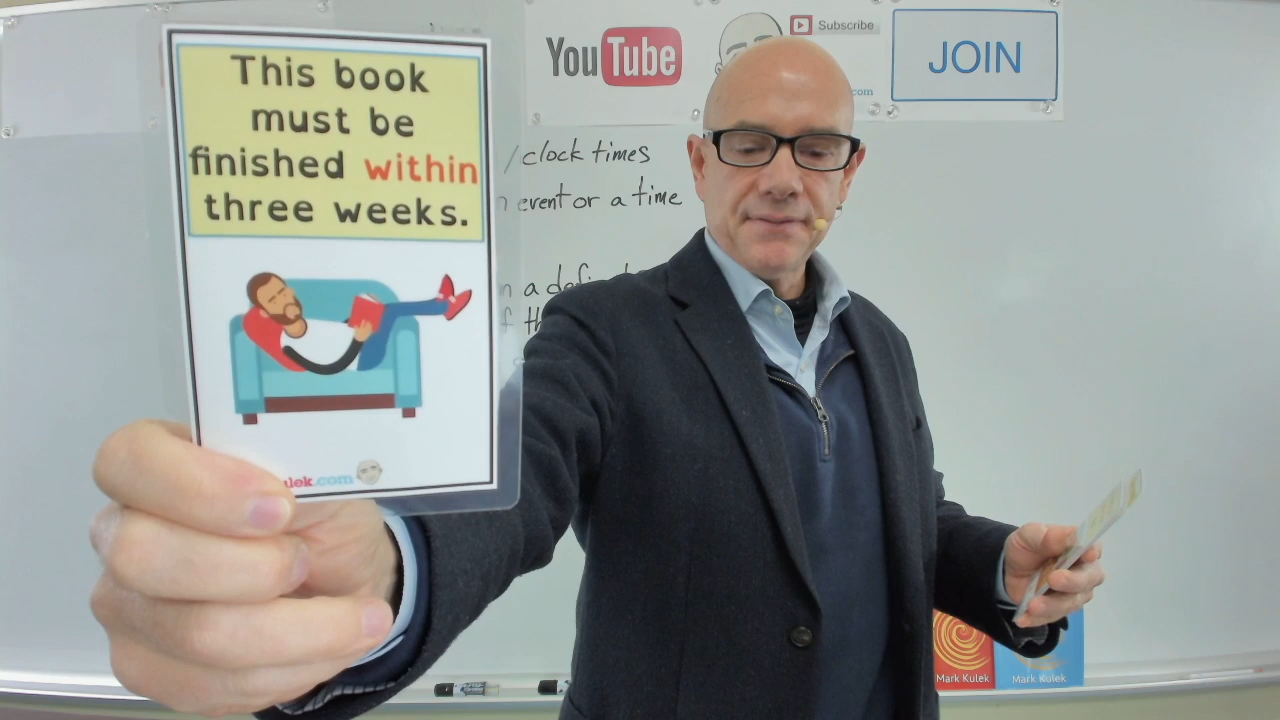 This book
must be
finished within
three weeks.
ulek.com
YouTube
Subscribe
com
JOIN
/ clock times
event or a time
a
Mark Kulek
Mark Kulek